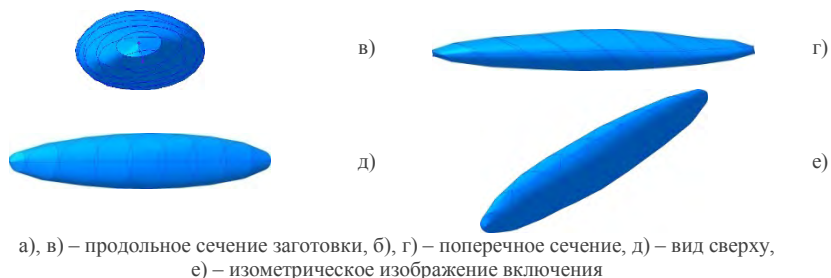 в)
г)
д)
е)
а), в) – продольное сечение заготовки, б), г) – поперечное сечение, д) – вид сверху,
е) – изометрическое изображение включения